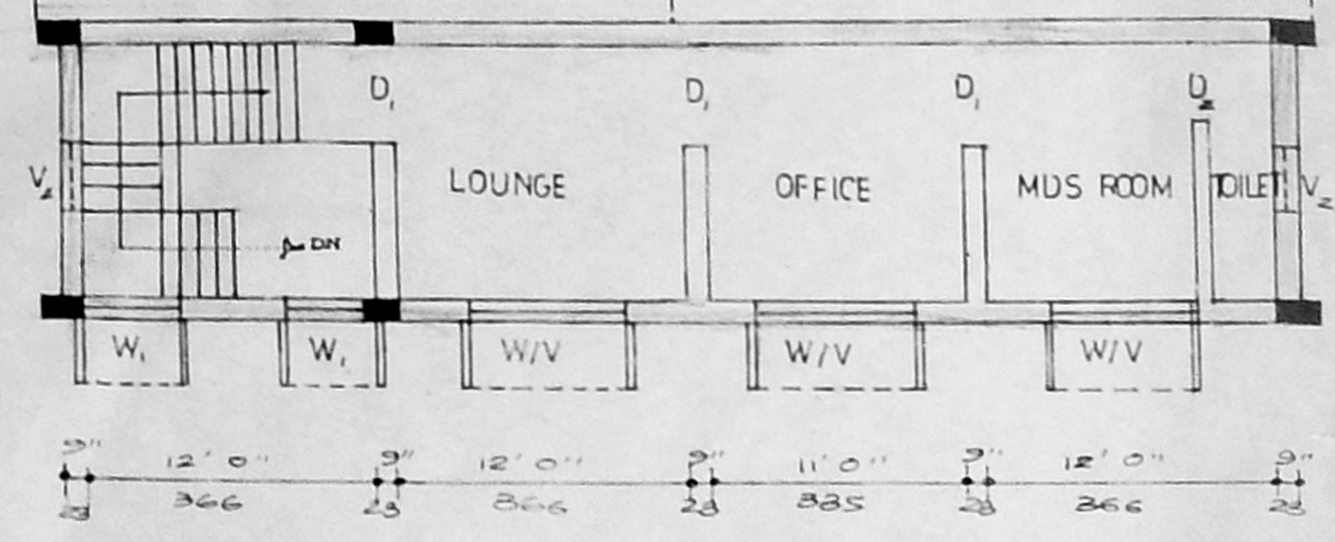 D₁ D₁ D₁ D₂
V₂ LOUNGE OFFICE MDS ROOM TOILET V₂
DN
W₁ W₁ W/V W/V W/V
9" 12' 0" 9" 12' 0" 9" 11' 0" 9" 12' 0" 9"
23 366 23 366 23 335 23 366 23